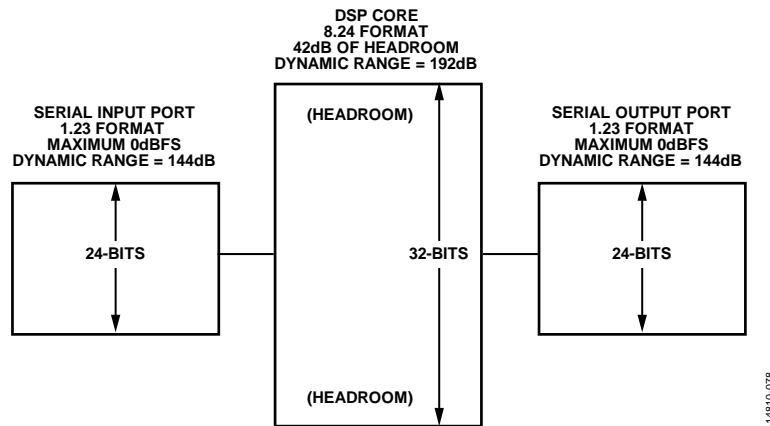 DSP CORE
8.24 FORMAT
42dB OF HEADROOM
DYNAMIC RANGE = 192dB
SERIAL INPUT PORT
1.23 FORMAT
MAXIMUM 0dBFS
DYNAMIC RANGE = 144dB
(HEADROOM)
SERIAL OUTPUT PORT
1.23 FORMAT
MAXIMUM 0dBFS
DYNAMIC RANGE = 144dB
24-BITS
32-BITS
24-BITS
(HEADROOM)
14810-078